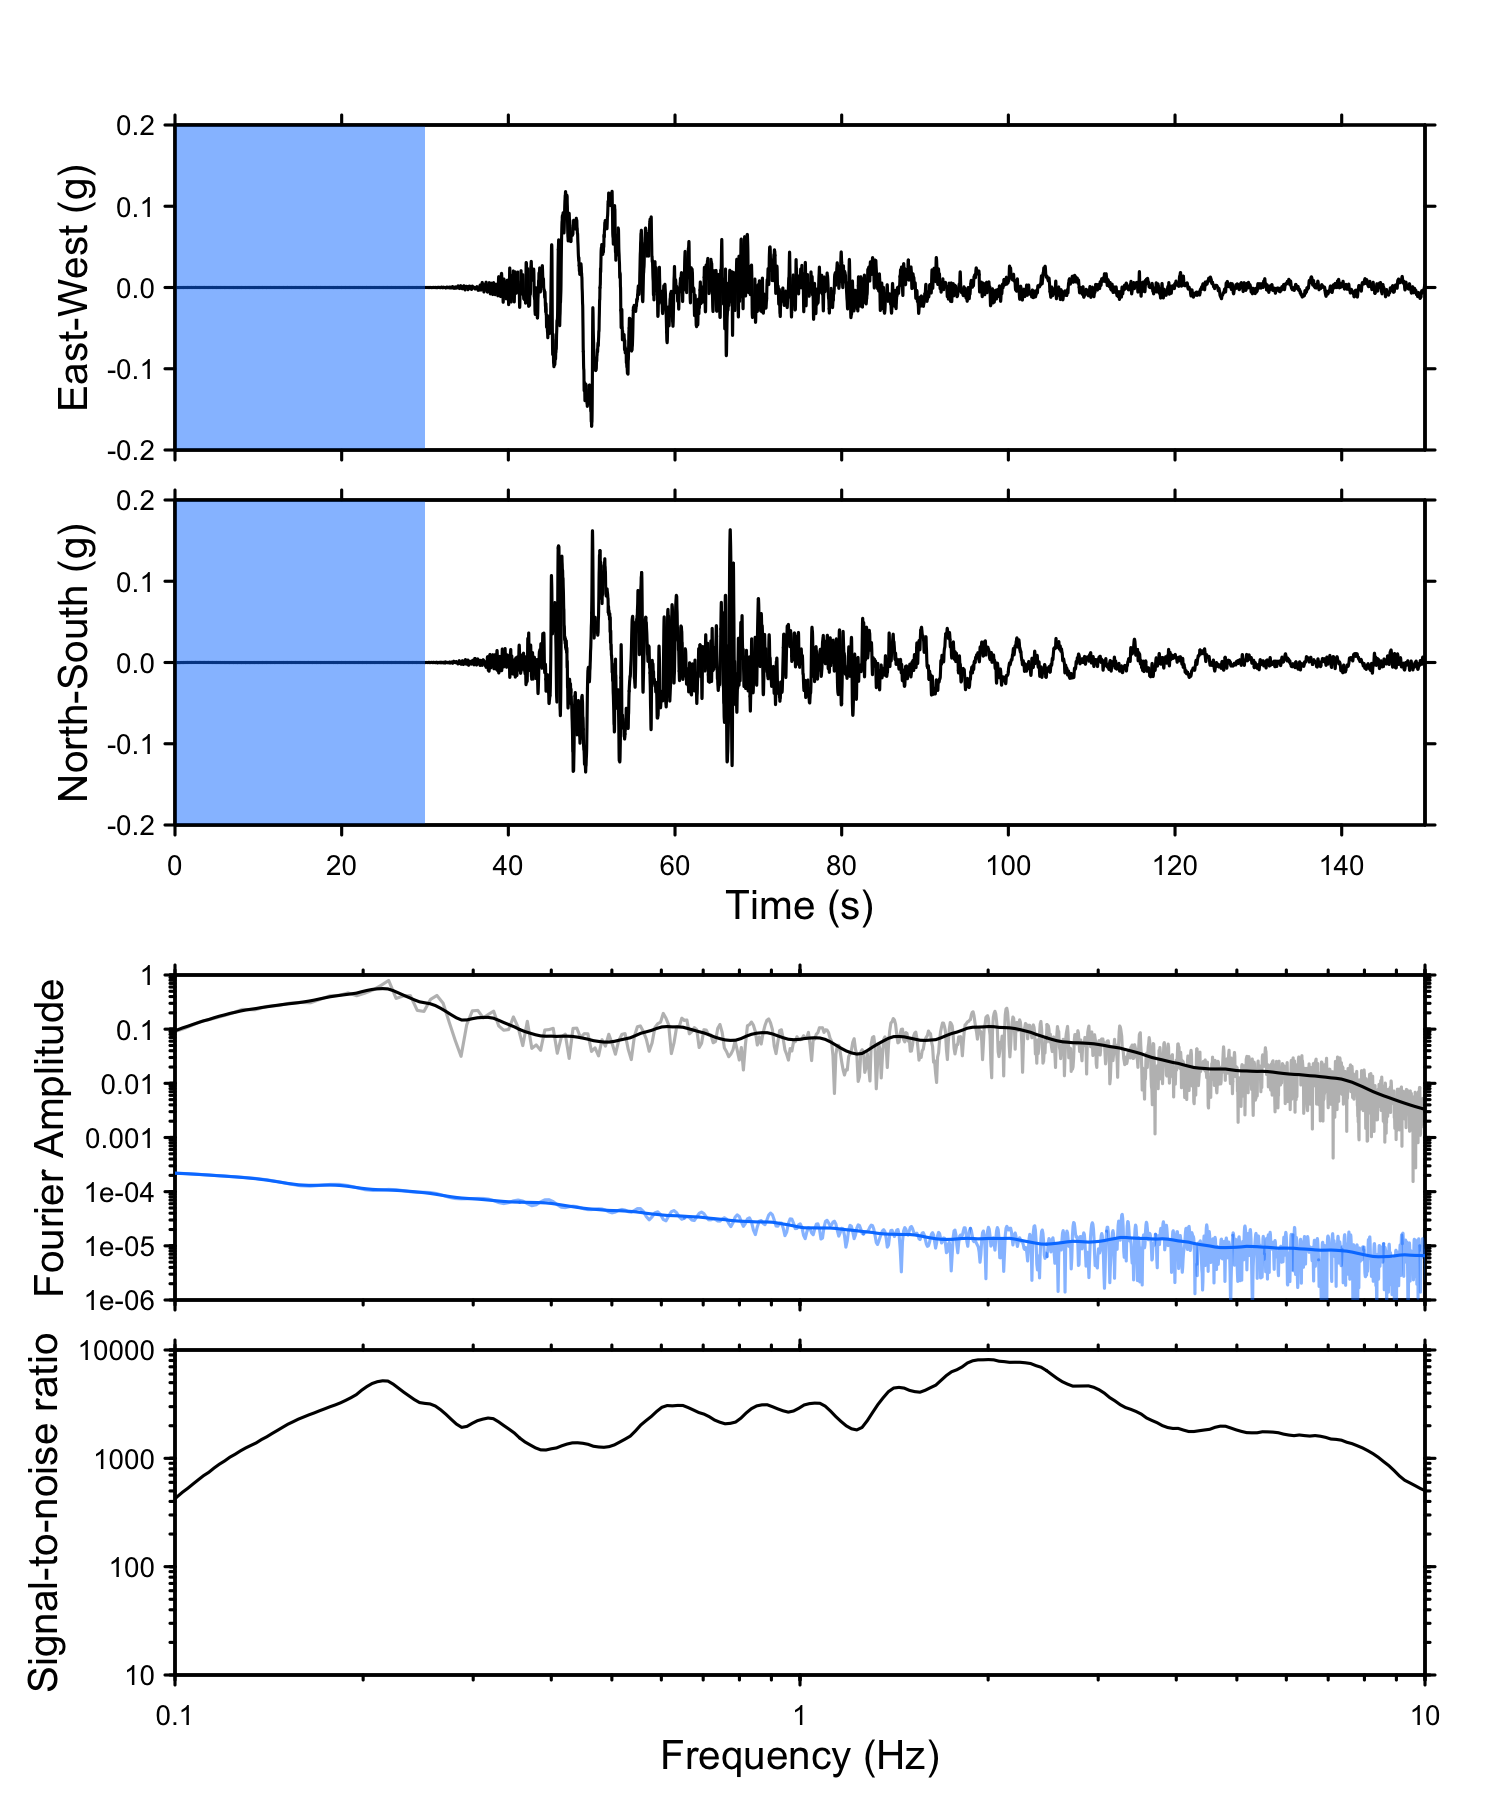 0.2
0.1
0.0
-0.1
-0.2
East-West (g)
0.2
0.1
0.0
-0.1
-0.2
North-South (g)
0 20 40 60 80 100 120 140
Time (s)
1
0.1
0.01
0.001
1e-04
1e-05
1e-06
Fourier Amplitude
10000
1000
100
10
Signal-to-noise ratio
0.1 1 10
Frequency (Hz)